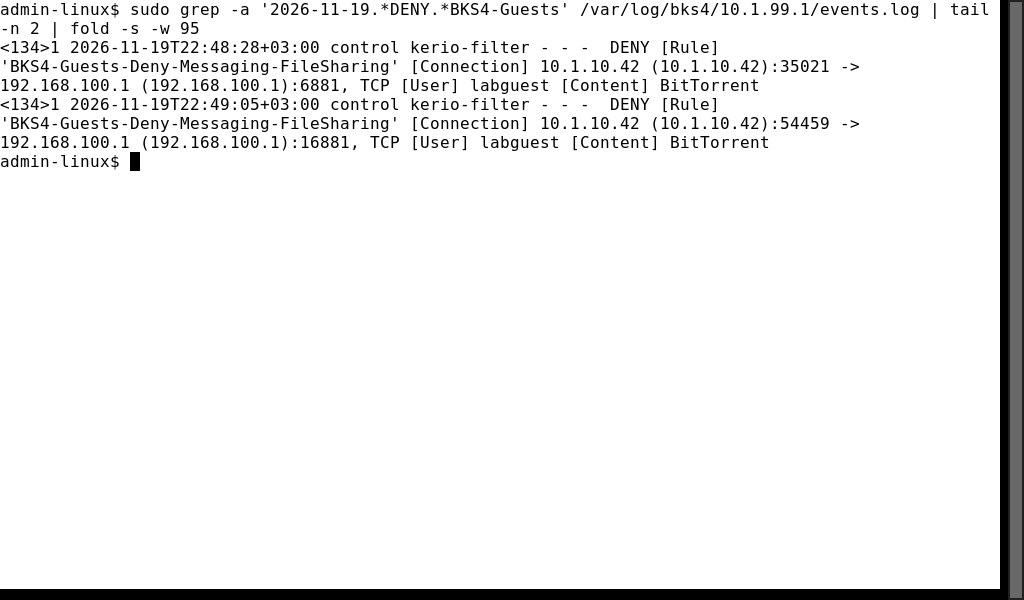 admin-linux$ sudo grep -a '2026-11-19.*DENY.*BKS4-Guests' /var/log/bks4/10.1.99.1/events.log | tail
-n 2 | fold -s -w 95
<134>1 2026-11-19T22:48:28+03:00 control kerio-filter - - -  DENY [Rule]
'BKS4-Guests-Deny-Messaging-FileSharing' [Connection] 10.1.10.42 (10.1.10.42):35021 ->
192.168.100.1 (192.168.100.1):6881, TCP [User] labguest [Content] BitTorrent
<134>1 2026-11-19T22:49:05+03:00 control kerio-filter - - -  DENY [Rule]
'BKS4-Guests-Deny-Messaging-FileSharing' [Connection] 10.1.10.42 (10.1.10.42):54459 ->
192.168.100.1 (192.168.100.1):16881, TCP [User] labguest [Content] BitTorrent
admin-linux$